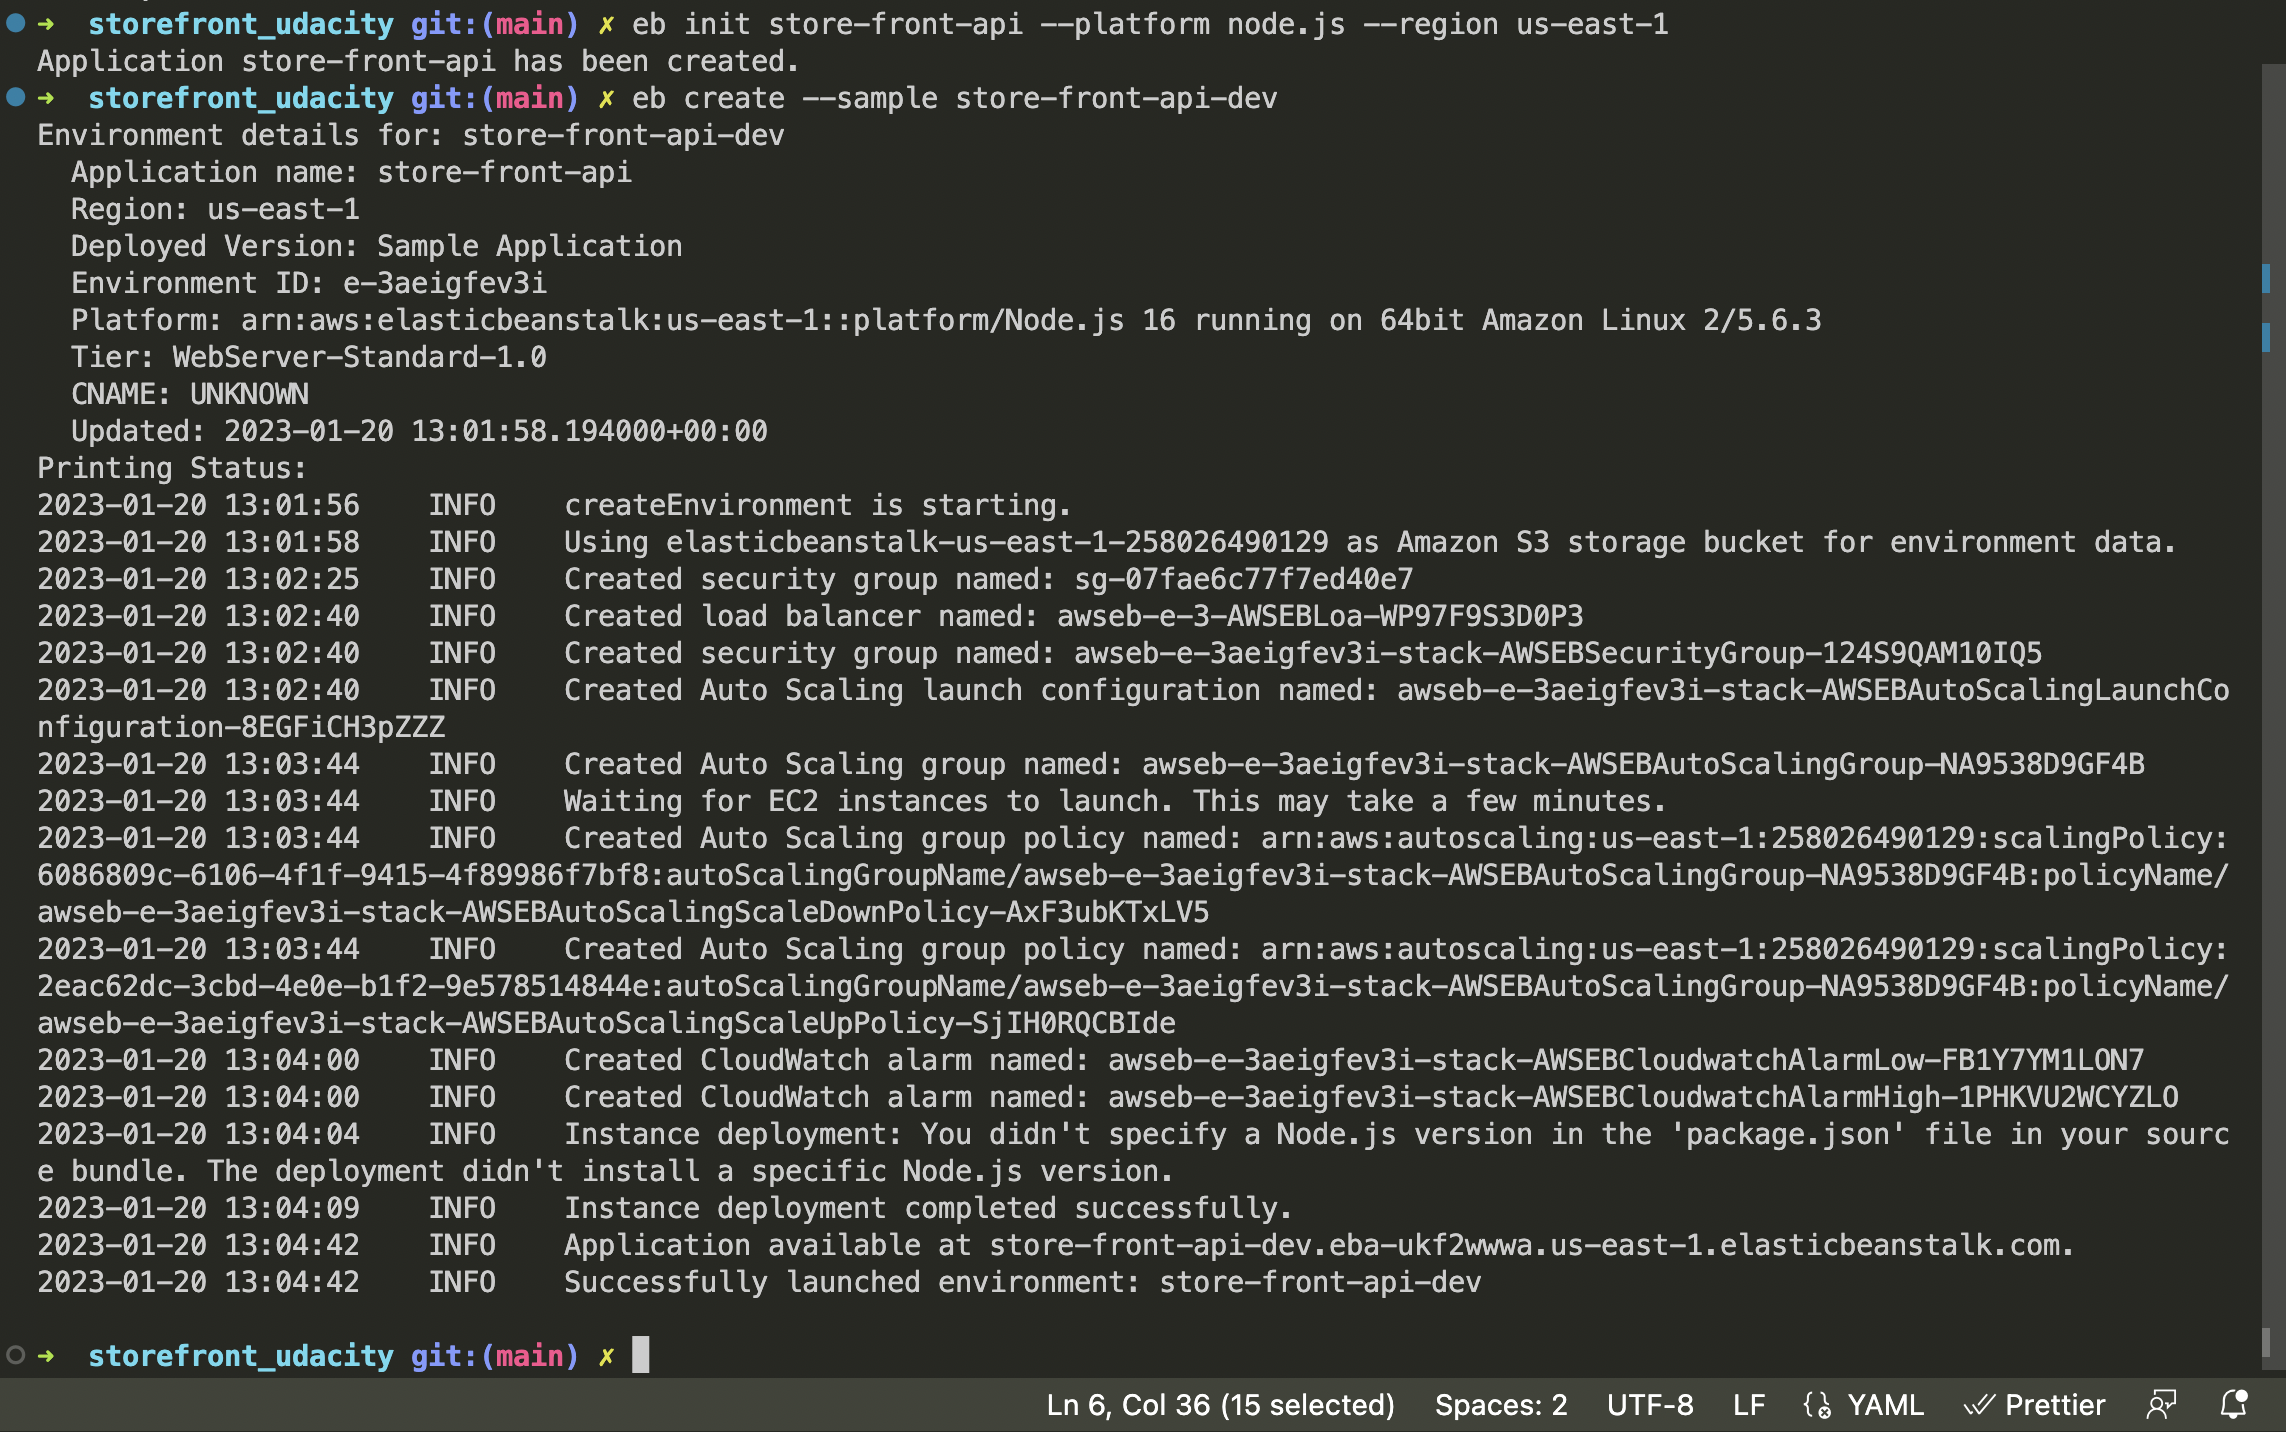 ➜  storefront_udacity git:(main) ✗ eb init store-front-api --platform node.js --region us-east-1
Application store-front-api has been created.
➜  storefront_udacity git:(main) ✗ eb create --sample store-front-api-dev
Environment details for: store-front-api-dev
  Application name: store-front-api
  Region: us-east-1
  Deployed Version: Sample Application
  Environment ID: e-3aeigfev3i
  Platform: arn:aws:elasticbeanstalk:us-east-1::platform/Node.js 16 running on 64bit Amazon Linux 2/5.6.3
  Tier: WebServer-Standard-1.0
  CNAME: UNKNOWN
  Updated: 2023-01-20 13:01:58.194000+00:00
Printing Status:
2023-01-20 13:01:56    INFO    createEnvironment is starting.
2023-01-20 13:01:58    INFO    Using elasticbeanstalk-us-east-1-258026490129 as Amazon S3 storage bucket for environment data.
2023-01-20 13:02:25    INFO    Created security group named: sg-07fae6c77f7ed40e7
2023-01-20 13:02:40    INFO    Created load balancer named: awseb-e-3-AWSEBLoa-WP97F9S3D0P3
2023-01-20 13:02:40    INFO    Created security group named: awseb-e-3aeigfev3i-stack-AWSEBSecurityGroup-124S9QAM10IQ5
2023-01-20 13:02:40    INFO    Created Auto Scaling launch configuration named: awseb-e-3aeigfev3i-stack-AWSEBAutoScalingLaunchCo
nfiguration-8EGFiCH3pZZZ
2023-01-20 13:03:44    INFO    Created Auto Scaling group named: awseb-e-3aeigfev3i-stack-AWSEBAutoScalingGroup-NA9538D9GF4B
2023-01-20 13:03:44    INFO    Waiting for EC2 instances to launch. This may take a few minutes.
2023-01-20 13:03:44    INFO    Created Auto Scaling group policy named: arn:aws:autoscaling:us-east-1:258026490129:scalingPolicy:
6086809c-6106-4f1f-9415-4f89986f7bf8:autoScalingGroupName/awseb-e-3aeigfev3i-stack-AWSEBAutoScalingGroup-NA9538D9GF4B:policyName/
awseb-e-3aeigfev3i-stack-AWSEBAutoScalingScaleDownPolicy-AxF3ubKTxLV5
2023-01-20 13:03:44    INFO    Created Auto Scaling group policy named: arn:aws:autoscaling:us-east-1:258026490129:scalingPolicy:
2eac62dc-3cbd-4e0e-b1f2-9e578514844e:autoScalingGroupName/awseb-e-3aeigfev3i-stack-AWSEBAutoScalingGroup-NA9538D9GF4B:policyName/
awseb-e-3aeigfev3i-stack-AWSEBAutoScalingScaleUpPolicy-SjIH0RQCBIde
2023-01-20 13:04:00    INFO    Created CloudWatch alarm named: awseb-e-3aeigfev3i-stack-AWSEBCloudwatchAlarmLow-FB1Y7YM1LON7
2023-01-20 13:04:00    INFO    Created CloudWatch alarm named: awseb-e-3aeigfev3i-stack-AWSEBCloudwatchAlarmHigh-1PHKVU2WCYZLO
2023-01-20 13:04:04    INFO    Instance deployment: You didn't specify a Node.js version in the 'package.json' file in your sourc
e bundle. The deployment didn't install a specific Node.js version.
2023-01-20 13:04:09    INFO    Instance deployment completed successfully.
2023-01-20 13:04:42    INFO    Application available at store-front-api-dev.eba-ukf2wwwa.us-east-1.elasticbeanstalk.com.
2023-01-20 13:04:42    INFO    Successfully launched environment: store-front-api-dev
➜  storefront_udacity git:(main) ✗
Ln 6, Col 36 (15 selected) Spaces: 2 UTF-8 LF YAML Prettier